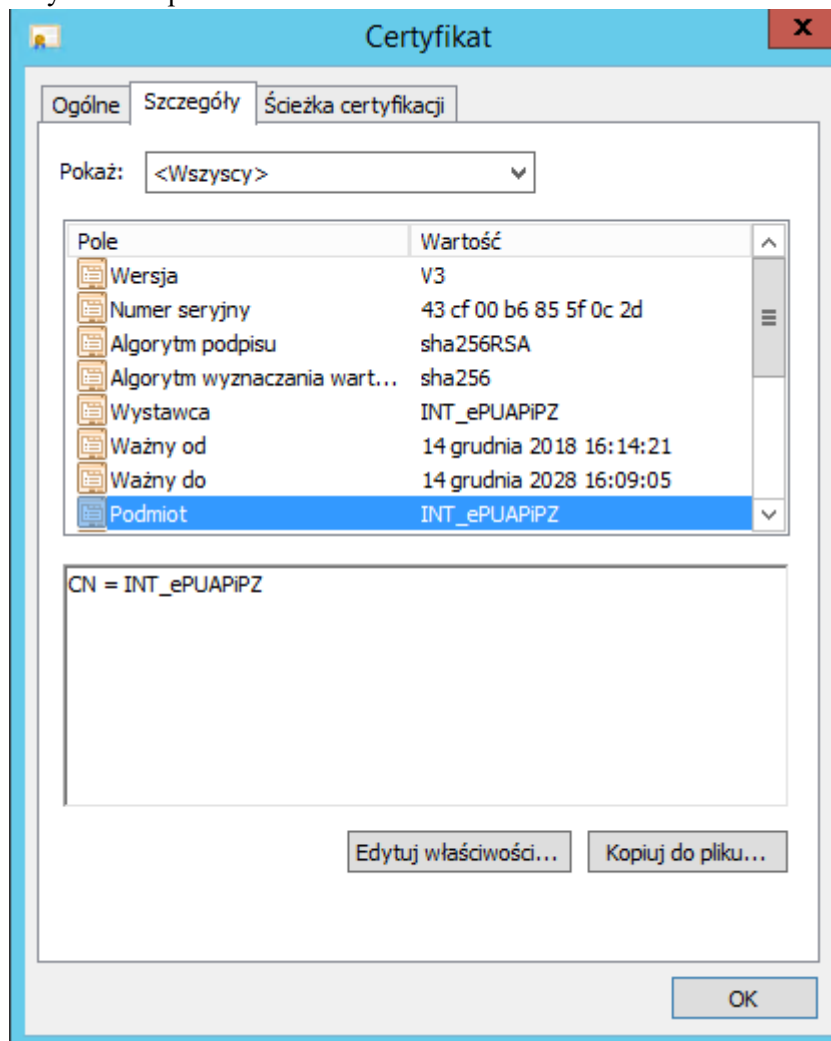 Certyfikat
x
Ogólne Szczegóły Ścieżka certyfikacji
Pokaż: <Wszyscy>
Pole Wartość
Wersja V3
Numer seryjny 43 cf 00 b6 85 5f 0c 2d
Algorytm podpisu sha256RSA
Algorytm wyznaczania wart... sha256
Wystawca INT_ePUAPiPZ
Ważny od 14 grudnia 2018 16:14:21
Ważny do 14 grudnia 2028 16:09:05
Podmiot INT_ePUAPiPZ
CN = INT_ePUAPiPZ
Edytuj właściwości... Kopiuj do pliku...
OK